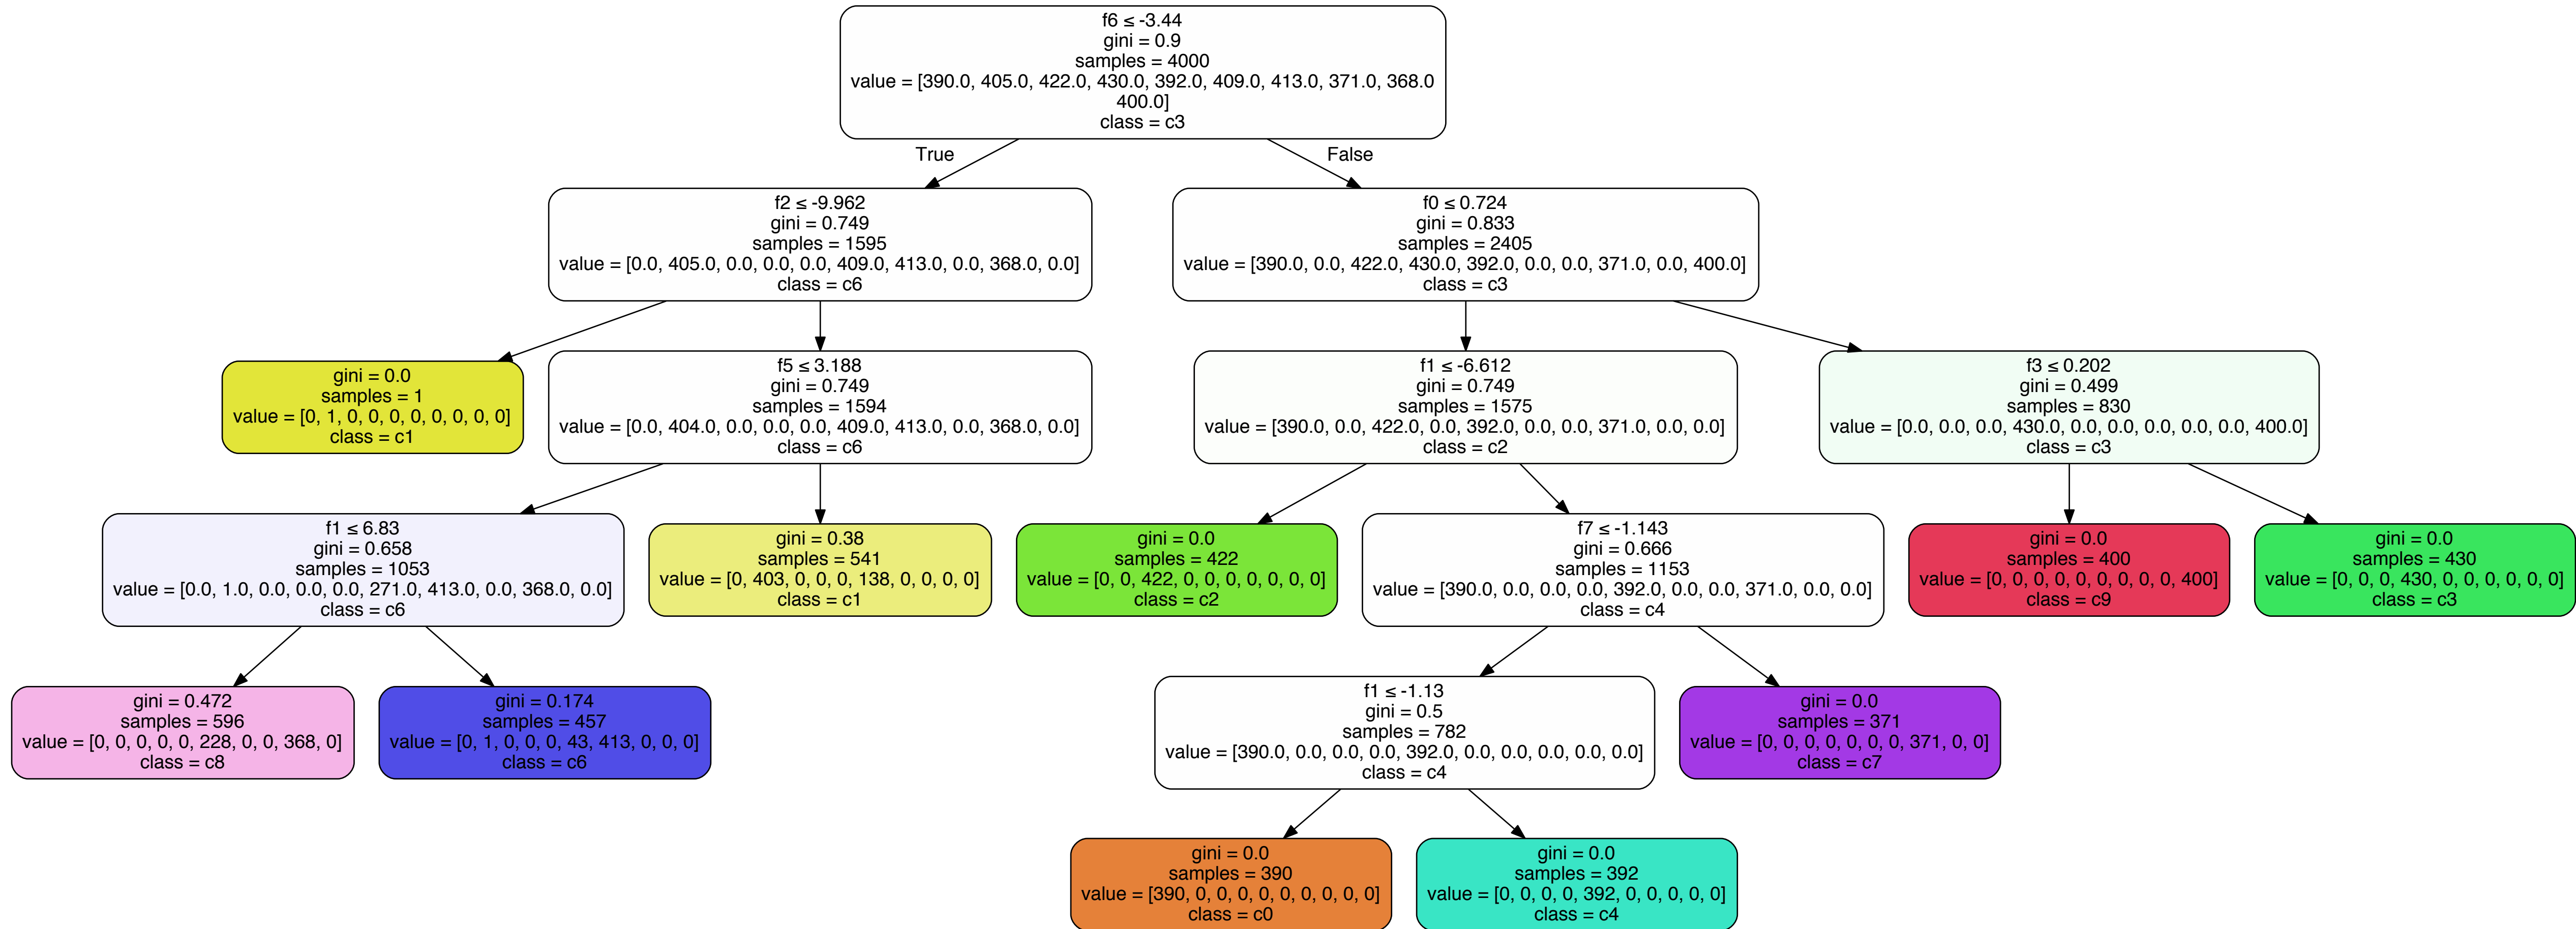 f6 ≤ -3.44
gini = 0.9
samples = 4000
value = [390.0, 405.0, 422.0, 430.0, 392.0, 409.0, 413.0, 371.0, 368.0
400.0]
class = c3
True
False
f2 ≤ -9.962
gini = 0.749
samples = 1595
value = [0.0, 405.0, 0.0, 0.0, 0.0, 409.0, 413.0, 0.0, 368.0, 0.0]
class = c6
f0 ≤ 0.724
gini = 0.833
samples = 2405
value = [390.0, 0.0, 422.0, 430.0, 392.0, 0.0, 0.0, 371.0, 0.0, 400.0]
class = c3
gini = 0.0
samples = 1
value = [0, 1, 0, 0, 0, 0, 0, 0, 0, 0]
class = c1
f5 ≤ 3.188
gini = 0.749
samples = 1594
value = [0.0, 404.0, 0.0, 0.0, 0.0, 409.0, 413.0, 0.0, 368.0, 0.0]
class = c6
f1 ≤ -6.612
gini = 0.749
samples = 1575
value = [390.0, 0.0, 422.0, 0.0, 392.0, 0.0, 0.0, 371.0, 0.0, 0.0]
class = c2
f3 ≤ 0.202
gini = 0.499
samples = 830
value = [0.0, 0.0, 0.0, 430.0, 0.0, 0.0, 0.0, 0.0, 0.0, 400.0]
class = c3
f1 ≤ 6.83
gini = 0.658
samples = 1053
value = [0.0, 1.0, 0.0, 0.0, 0.0, 271.0, 413.0, 0.0, 368.0, 0.0]
class = c6
gini = 0.38
samples = 541
value = [0, 403, 0, 0, 0, 138, 0, 0, 0, 0]
class = c1
gini = 0.0
samples = 422
value = [0, 0, 422, 0, 0, 0, 0, 0, 0, 0]
class = c2
f7 ≤ -1.143
gini = 0.666
samples = 1153
value = [390.0, 0.0, 0.0, 0.0, 392.0, 0.0, 0.0, 371.0, 0.0, 0.0]
class = c4
gini = 0.0
samples = 400
value = [0, 0, 0, 0, 0, 0, 0, 0, 0, 400]
class = c9
gini = 0.0
samples = 430
value = [0, 0, 0, 430, 0, 0, 0, 0, 0, 0]
class = c3
gini = 0.472
samples = 596
value = [0, 0, 0, 0, 0, 228, 0, 0, 368, 0]
class = c8
gini = 0.174
samples = 457
value = [0, 1, 0, 0, 0, 43, 413, 0, 0, 0]
class = c6
f1 ≤ -1.13
gini = 0.5
samples = 782
value = [390.0, 0.0, 0.0, 0.0, 392.0, 0.0, 0.0, 0.0, 0.0, 0.0]
class = c4
gini = 0.0
samples = 371
value = [0, 0, 0, 0, 0, 0, 0, 371, 0, 0]
class = c7
gini = 0.0
samples = 390
value = [390, 0, 0, 0, 0, 0, 0, 0, 0, 0]
class = c0
gini = 0.0
samples = 392
value = [0, 0, 0, 0, 392, 0, 0, 0, 0, 0]
class = c4